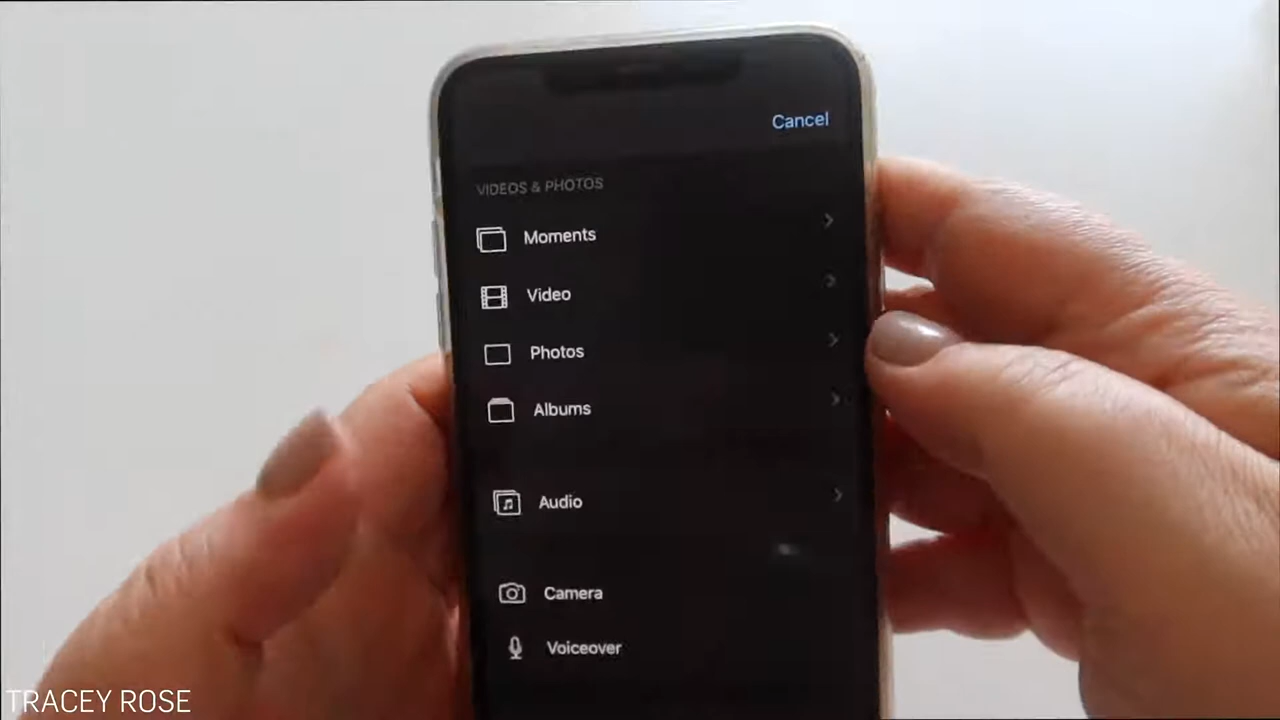 Cancel
VIDEOS & PHOTOS
Moments
Video
Photos
Albums
Audio
Camera
Voiceover
TRACEY ROSE